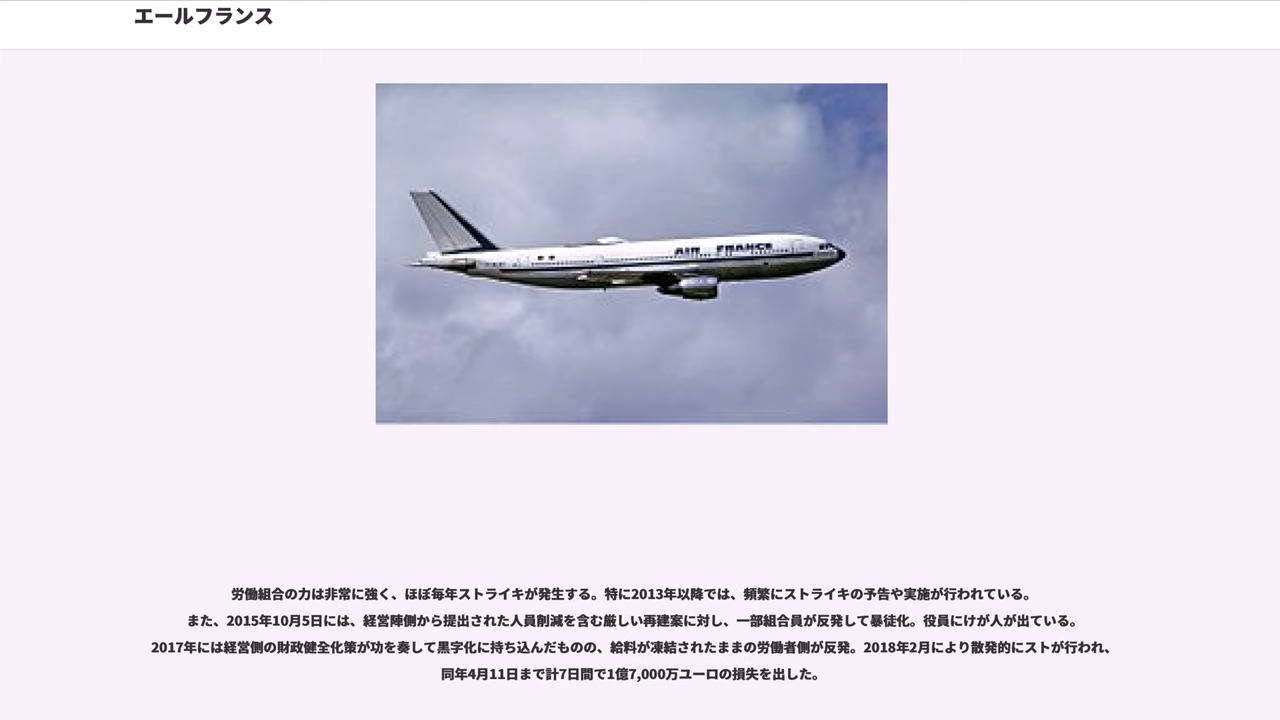 エールフランス
AIR FRANCE
労働組合の力は非常に強く、ほぼ毎年ストライキが発生する。特に2013年以降では、頻繁にストライキの予告や実施が行われている。
また、2015年10月5日には、経営陣側から提出された人員削減を含む厳しい再建案に対し、一部組合員が反発して暴徒化。役員にけが人が出ている。
2017年には経営側の財政健全化策が功を奏して黒字化に持ち込んだものの、給料が凍結されたままの労働者側が反発。2018年2月により散発的にストが行われ、
同年4月11日まで計7日間で1億7,000万ユーロの損失を出した。